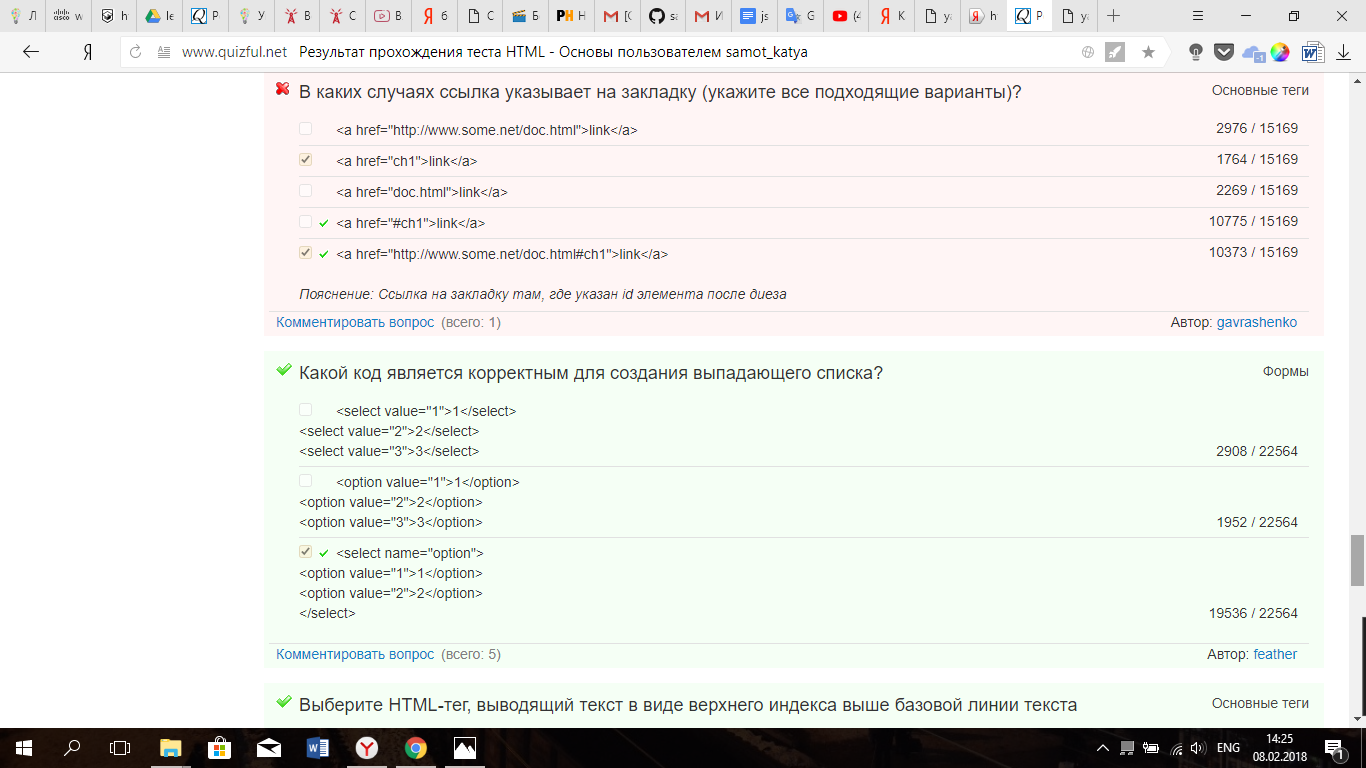 Л
w
h
le
Р
У
В
С
В
б
С
Б
Н
М [(
sa
М И
js
G
(4
К
уа
h
Р
уа
www.quizful.net Результат прохождения теста HTML - Основы пользователем samot_katya
В каких случаях ссылка указывает на закладку (укажите все подходящие варианты)? Основные теги
<a href="http://www.some.net/doc.html">link</a> 2976 / 15169
<a href="ch1">link</a> 1764 / 15169
<a href="doc.html">link</a> 2269 / 15169
<a href="#ch1">link</a> 10775 / 15169
<a href="http://www.some.net/doc.html#ch1">link</a> 10373 / 15169
Пояснение: Ссылка на закладку там, где указан id элемента после диеза
Комментировать вопрос (всего: 1) Автор: gavrashenko
Какой код является корректным для создания выпадающего списка? Формы
<select value="1">1</select>
<select value="2">2</select>
<select value="3">3</select> 2908 / 22564
<option value="1">1</option>
<option value="2">2</option>
<option value="3">3</option> 1952 / 22564
<select name="option">
<option value="1">1</option>
<option value="2">2</option>
</select> 19536 / 22564
Комментировать вопрос (всего: 5) Автор: feather
Выберите HTML-тег, выводящий текст в виде верхнего индекса выше базовой линии текста Основные теги
ENG
14:25
08.02.2018